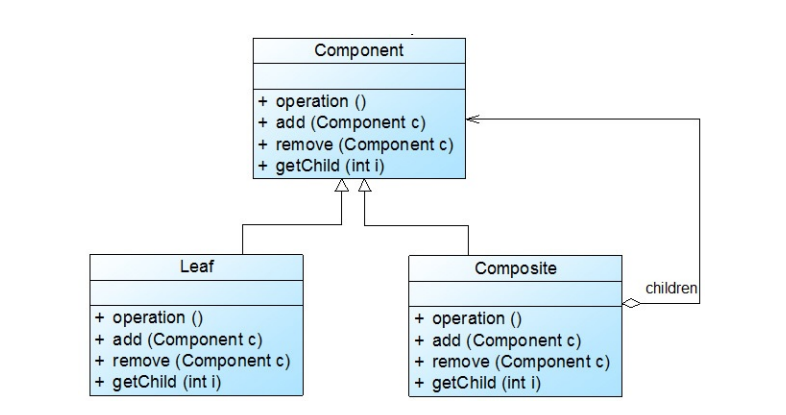 Component
+ operation ()
+ add (Component c)
+ remove (Component c)
+ getChild (int i)
Leaf
+ operation ()
+ add (Component c)
+ remove (Component c)
+ getChild (int i)
Composite
+ operation ()
+ add (Component c)
+ remove (Component c)
+ getChild (int i)
children